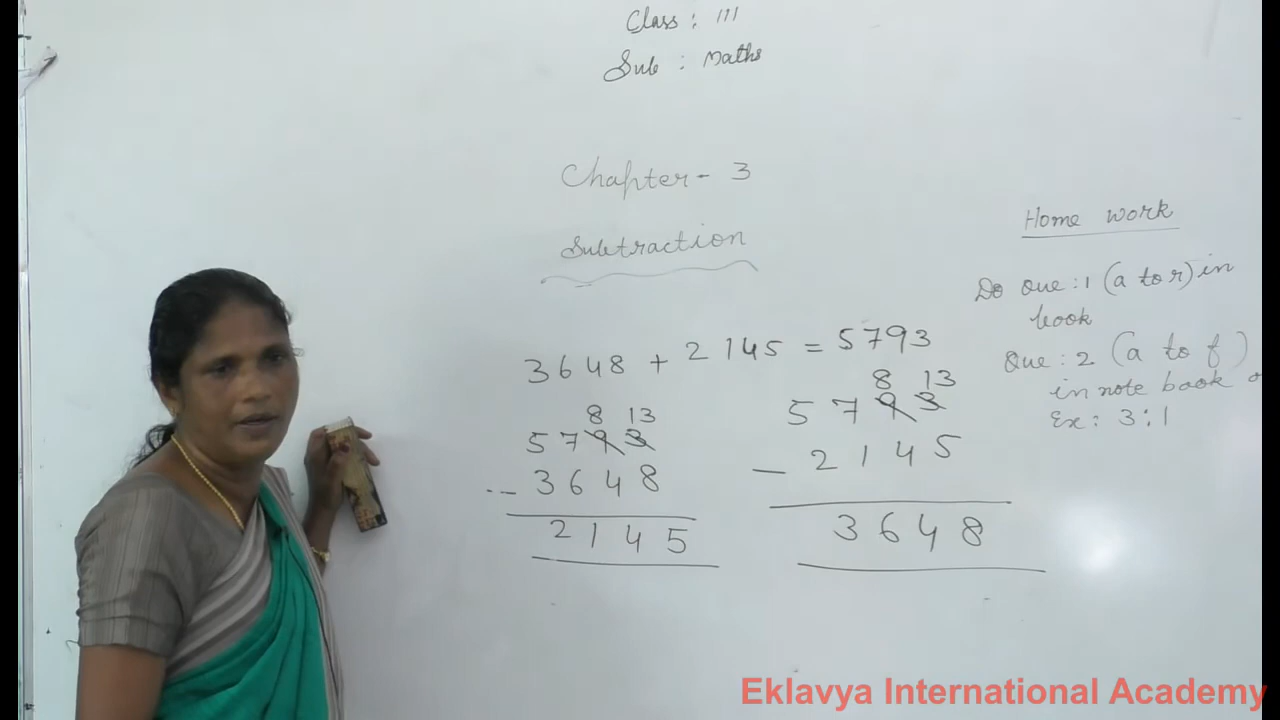 Class : III
Sub : Maths
Chapter - 3
Subtraction
3648 + 2145 = 5793
8 13
5793
- 3648
2145
8 13
5793
- 2145
3648
Home work
Do Que : 1 (a to r) in
book
Que : 2 (a to f)
in note book
Ex : 3 : 1
Eklavya International Academy